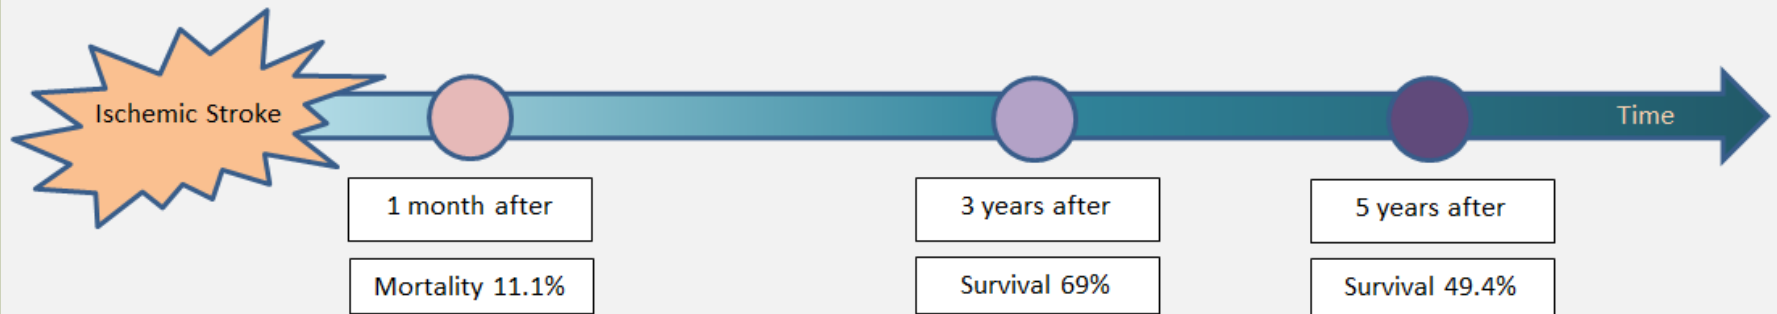 Ischemic Stroke
Time
1 month after
3 years after
5 years after
Mortality 11.1%
Survival 69%
Survival 49.4%